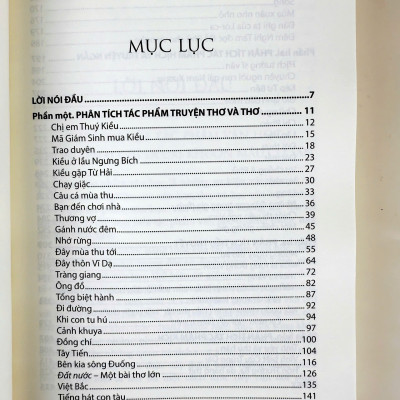 MỤC LỤC
LỜI NÓI ĐẦU 7
Phần một. PHÂN TÍCH TÁC PHẨM TRUYỆN THƠ VÀ THƠ 11
Chị em Thuý Kiều 12
Mã Giám Sinh mua Kiều 15
Trao duyên 18
Kiều ở lầu Ngưng Bích 23
Kiều gặp Từ Hải 27
Chạy giặc 30
Câu cá mùa thu 33
Bạn đến chơi nhà 36
Thương vợ 39
Gánh nước đêm 45
Nhớ rừng 48
Đây mùa thu tới 55
Đây thôn Vĩ Dạ 64
Tràng giang 72
Ông đồ 82
Tống biệt hành 87
Đi đường 92
Khi con tu hú 94
Cảnh khuya 97
Đồng chí 100
Tây Tiến 104
Bên kia sông Đuống 116
Đất nước – Một bài thơ lớn 126
Việt Bắc 135
Tiếng hát con tàu 141